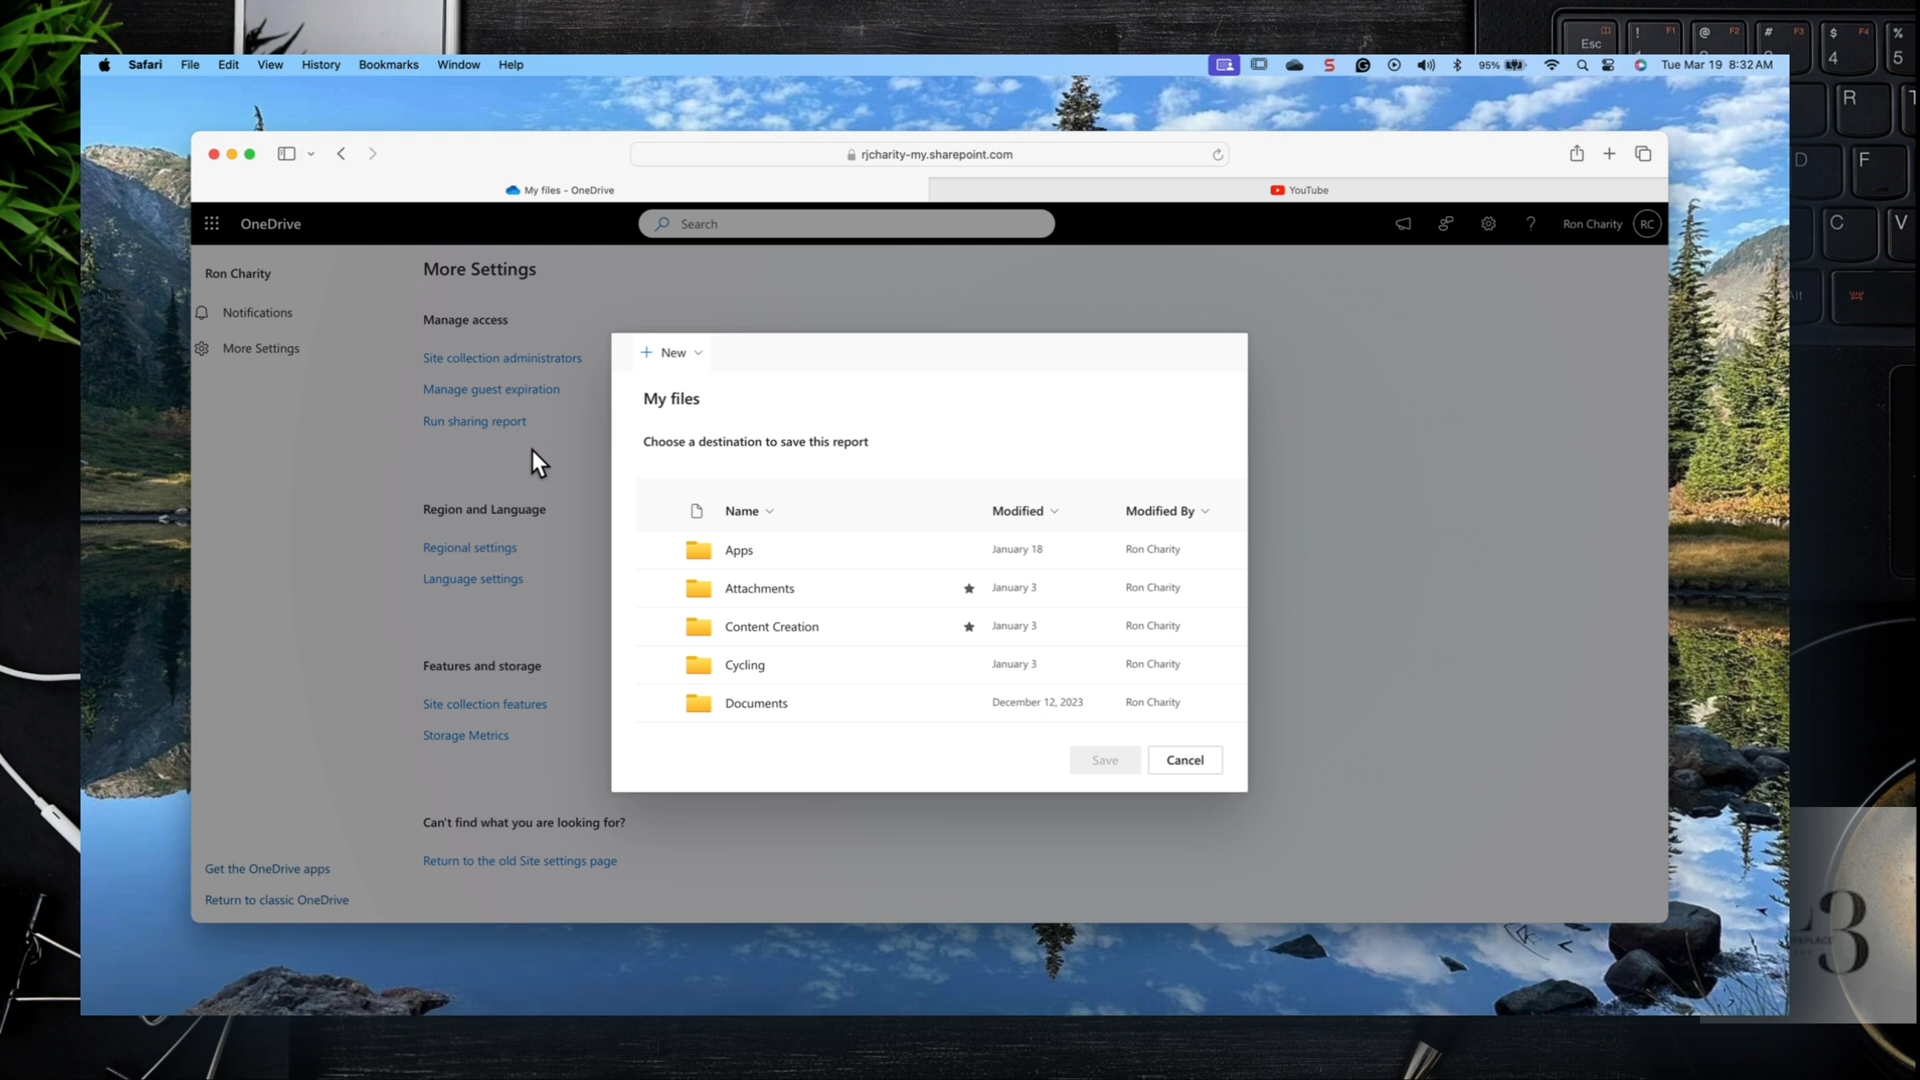 Safari File Edit View History Bookmarks Window Help
95% Tue Mar 19 8:32 AM
rjcharity-my.sharepoint.com
My files - OneDrive
YouTube
OneDrive
Search
Ron Charity RC
Ron Charity
Notifications
More Settings
Get the OneDrive apps
Return to classic OneDrive
More Settings
Manage access
Site collection administrators
Manage guest expiration
Run sharing report
Region and Language
Regional settings
Language settings
Features and storage
Site collection features
Storage Metrics
Can't find what you are looking for?
Return to the old Site settings page
New
My files
Choose a destination to save this report
Name Modified Modified By
Apps January 18 Ron Charity
Attachments January 3 Ron Charity
Content Creation January 3 Ron Charity
Cycling January 3 Ron Charity
Documents December 12, 2023 Ron Charity
Save Cancel
Esc ! F1 @ F2 # F3 $ F4 %
4 5
R
D F
C V
3